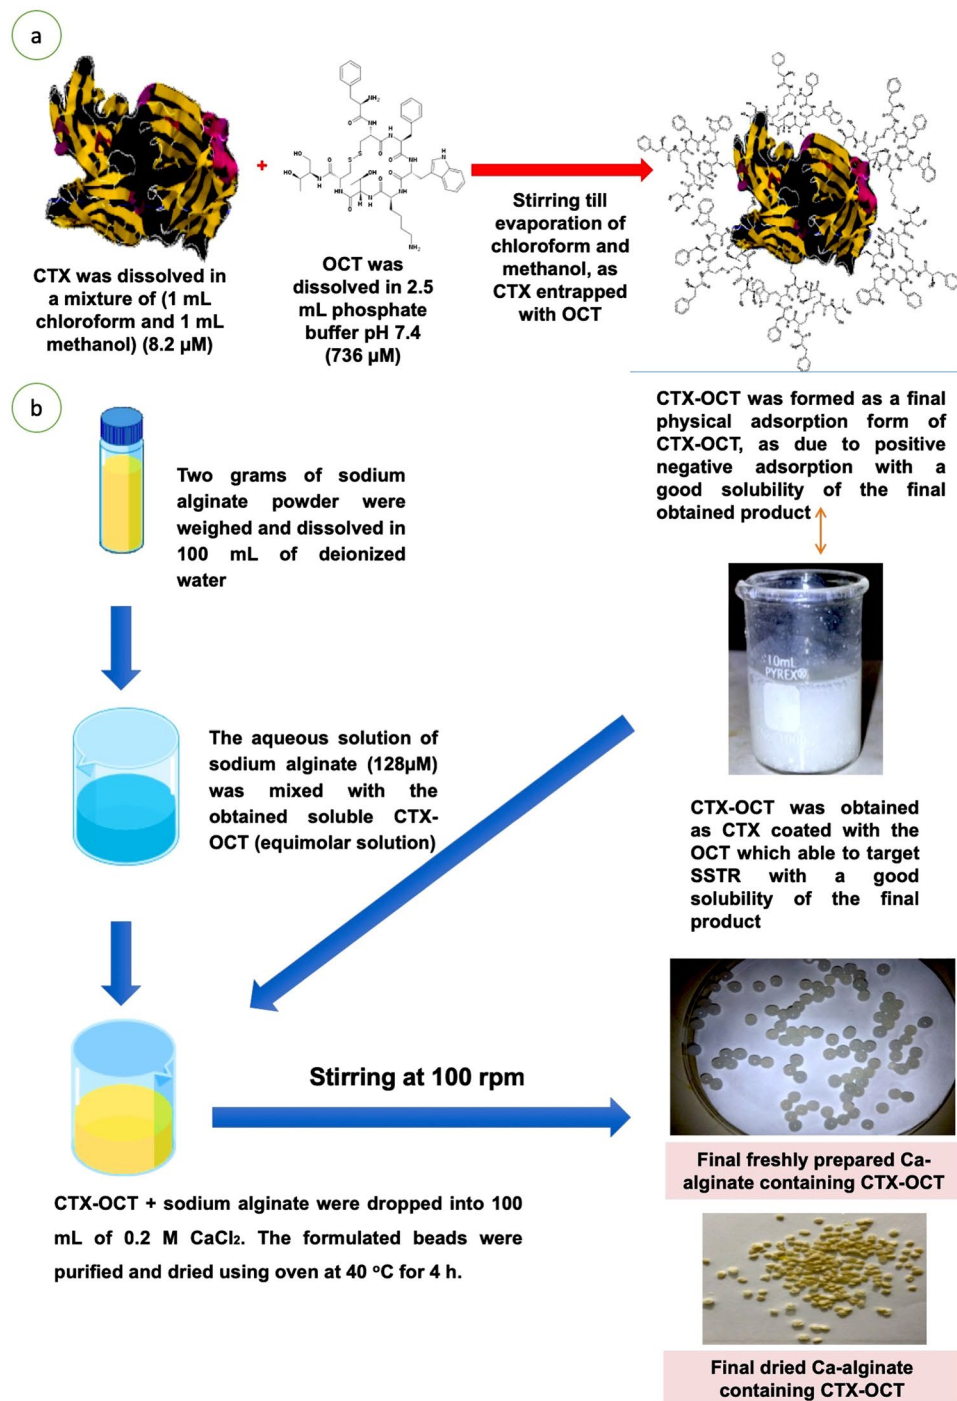 a
+
CTX was dissolved in
a mixture of (1 mL
chloroform and 1 mL
methanol) (8.2 µM)
OCT was
dissolved in 2.5
mL phosphate
buffer pH 7.4
(736 µM)
Stirring till
evaporation of
chloroform and
methanol, as
CTX entrapped
with OCT
CTX-OCT was formed as a final
physical adsorption form of
CTX-OCT, as due to positive
negative adsorption with a
good solubility of the final
obtained product
b
Two grams of sodium
alginate powder were
weighed and dissolved in
100 mL of deionized
water
10mL
PYREX®
The aqueous solution of
sodium alginate (128µM)
was mixed with the
obtained soluble CTX-
OCT (equimolar solution)
CTX-OCT was obtained
as CTX coated with the
OCT which able to target
SSTR with a good
solubility of the final
product
Stirring at 100 rpm
CTX-OCT + sodium alginate were dropped into 100
mL of 0.2 M CaCl₂. The formulated beads were
purified and dried using oven at 40 °C for 4 h.
Final freshly prepared Ca-
alginate containing CTX-OCT
Final dried Ca-alginate
containing CTX-OCT